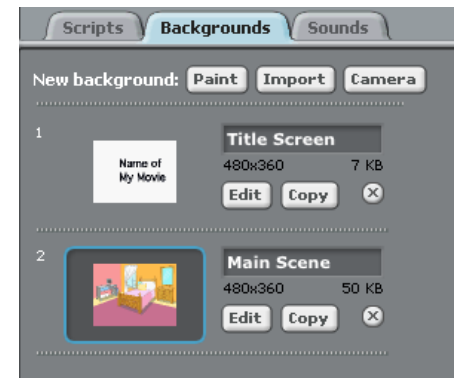 Scripts Backgrounds Sounds
New background: Paint Import Camera
1
Title Screen
Name of
My Movie
480x360 7 KB
Edit Copy
2
Main Scene
480x360 50 KB
Edit Copy